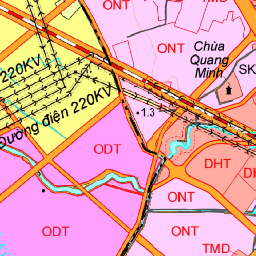 ONT
TMD
ONT
Chùa
Quang
Minh
SK
220KV
Đường điện 220KV
1.3
ODT
ONT
DHT
ONT
ODT
ONT
TMD